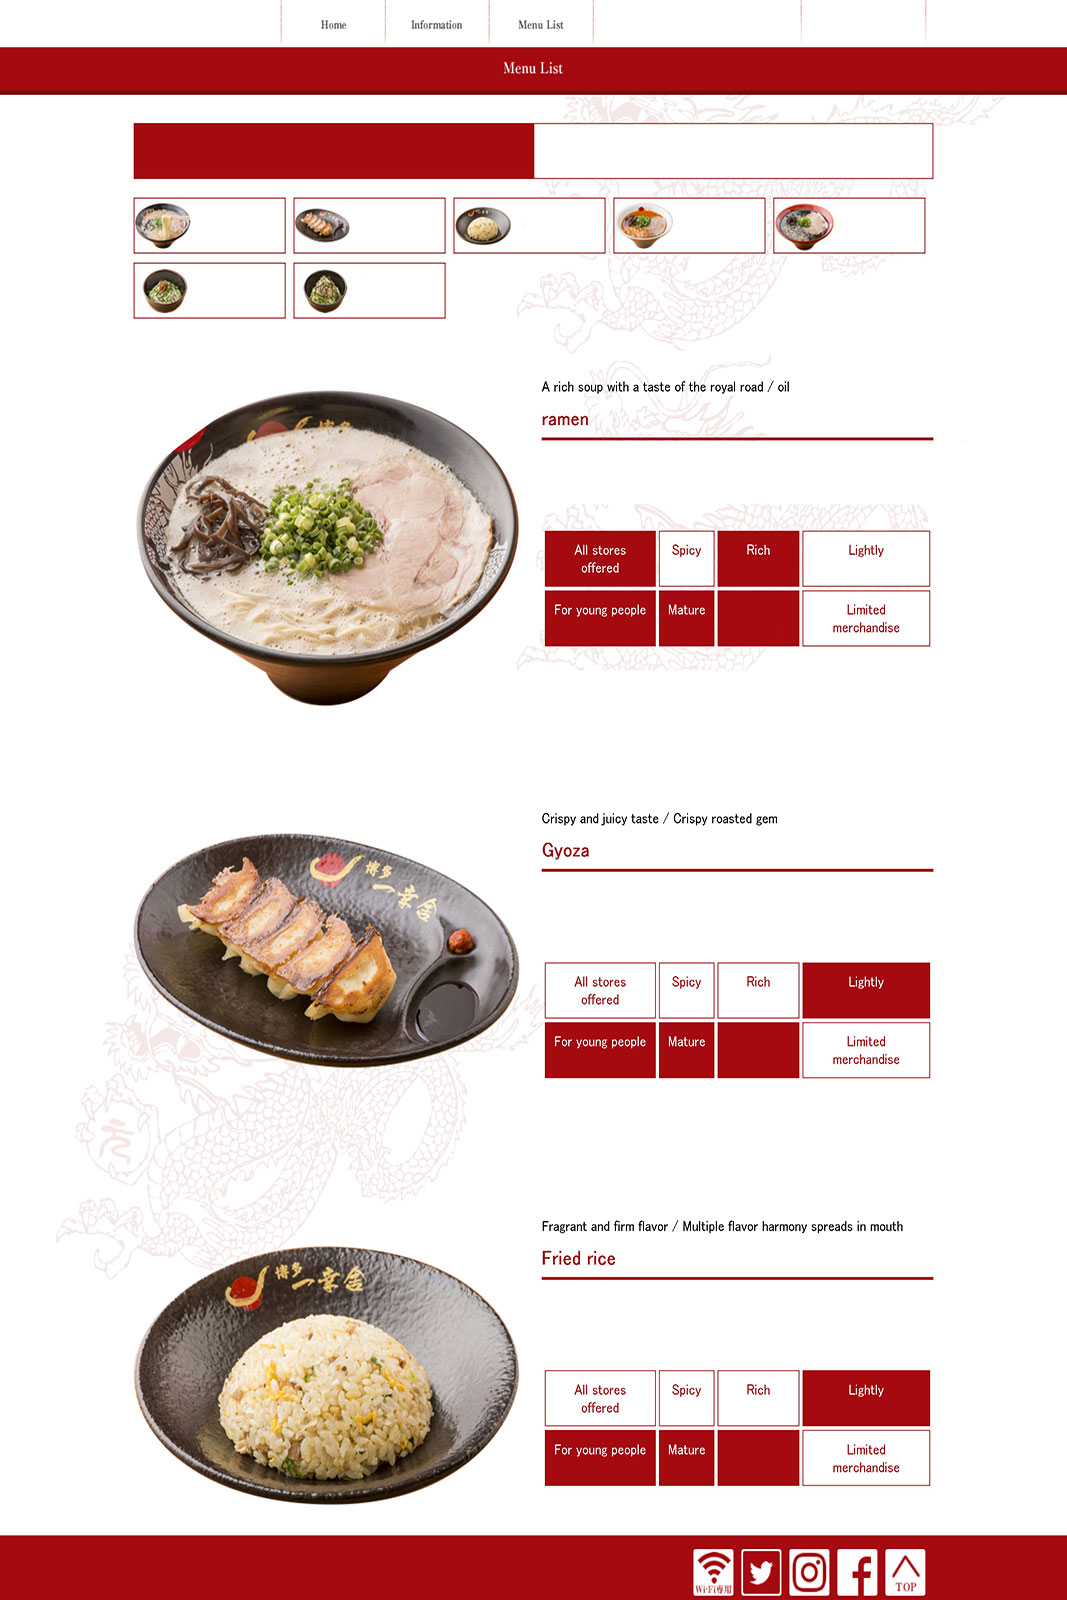 Home
Information
Menu List
Menu List
A rich soup with a taste of the royal road / oil
ramen
All stores
offered
Spicy
Rich
Lightly
For young people
Mature
Limited
merchandise
Crispy and juicy taste / Crispy roasted gem
Gyoza
博多
一幸舎
All stores
offered
Spicy
Rich
Lightly
For young people
Mature
Limited
merchandise
Fragrant and firm flavor / Multiple flavor harmony spreads in mouth
Fried rice
博多
一幸舎
All stores
offered
Spicy
Rich
Lightly
For young people
Mature
Limited
merchandise
Wi-Fi専用
TOP